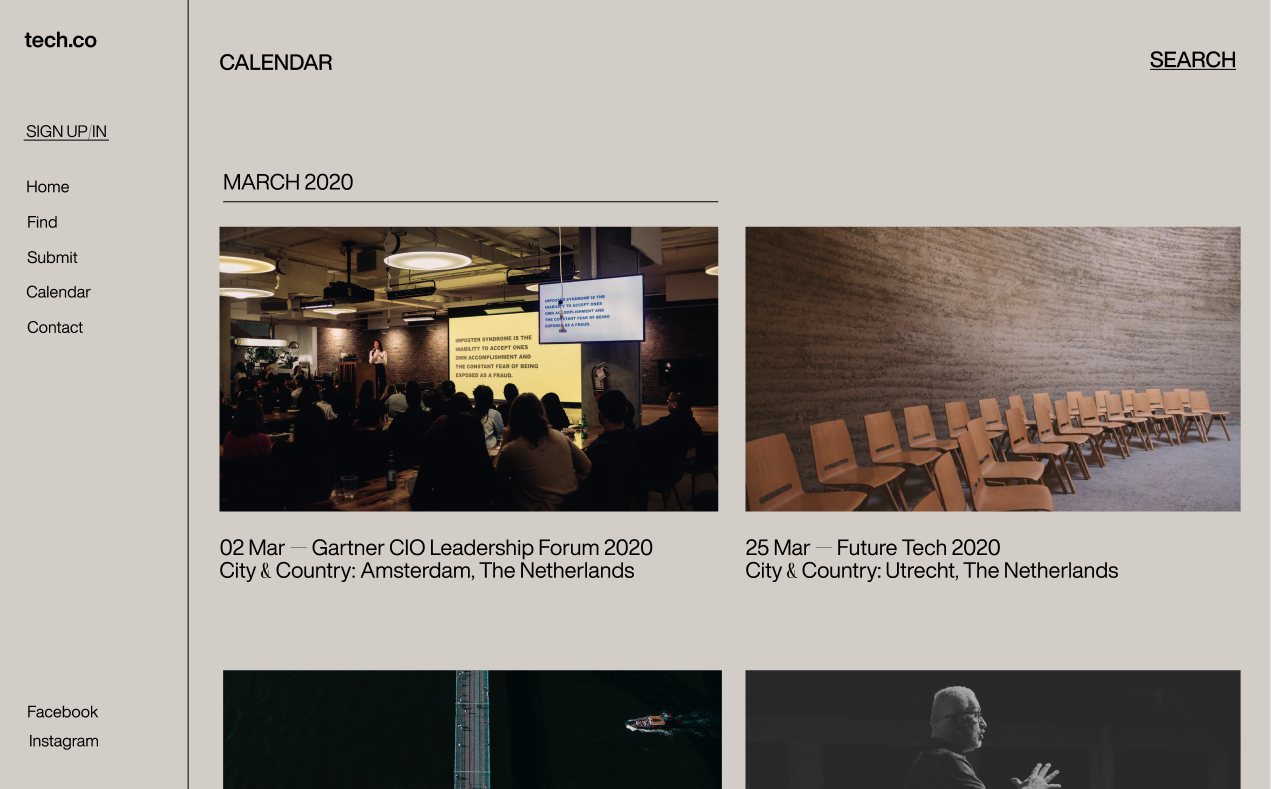 tech.co
SIGN UP/IN
Home
Find
Submit
Calendar
Contact
Facebook
Instagram
CALENDAR
SEARCH
MARCH 2020
IMPOSTER SYNDROME IS THE
INABILITY TO ACCEPT ONES
OWN ACCOMPLISHMENT AND
THE CONSTANT FEAR OF BEING
EXPOSED AS A FRAUD.
IMPOSTER SYNDROME IS THE
INABILITY TO ACCEPT ONES
OWN ACCOMPLISHMENT AND
THE CONSTANT FEAR OF BEING
EXPOSED AS A FRAUD.
02 Mar — Gartner CIO Leadership Forum 2020
City & Country: Amsterdam, The Netherlands
25 Mar — Future Tech 2020
City & Country: Utrecht, The Netherlands